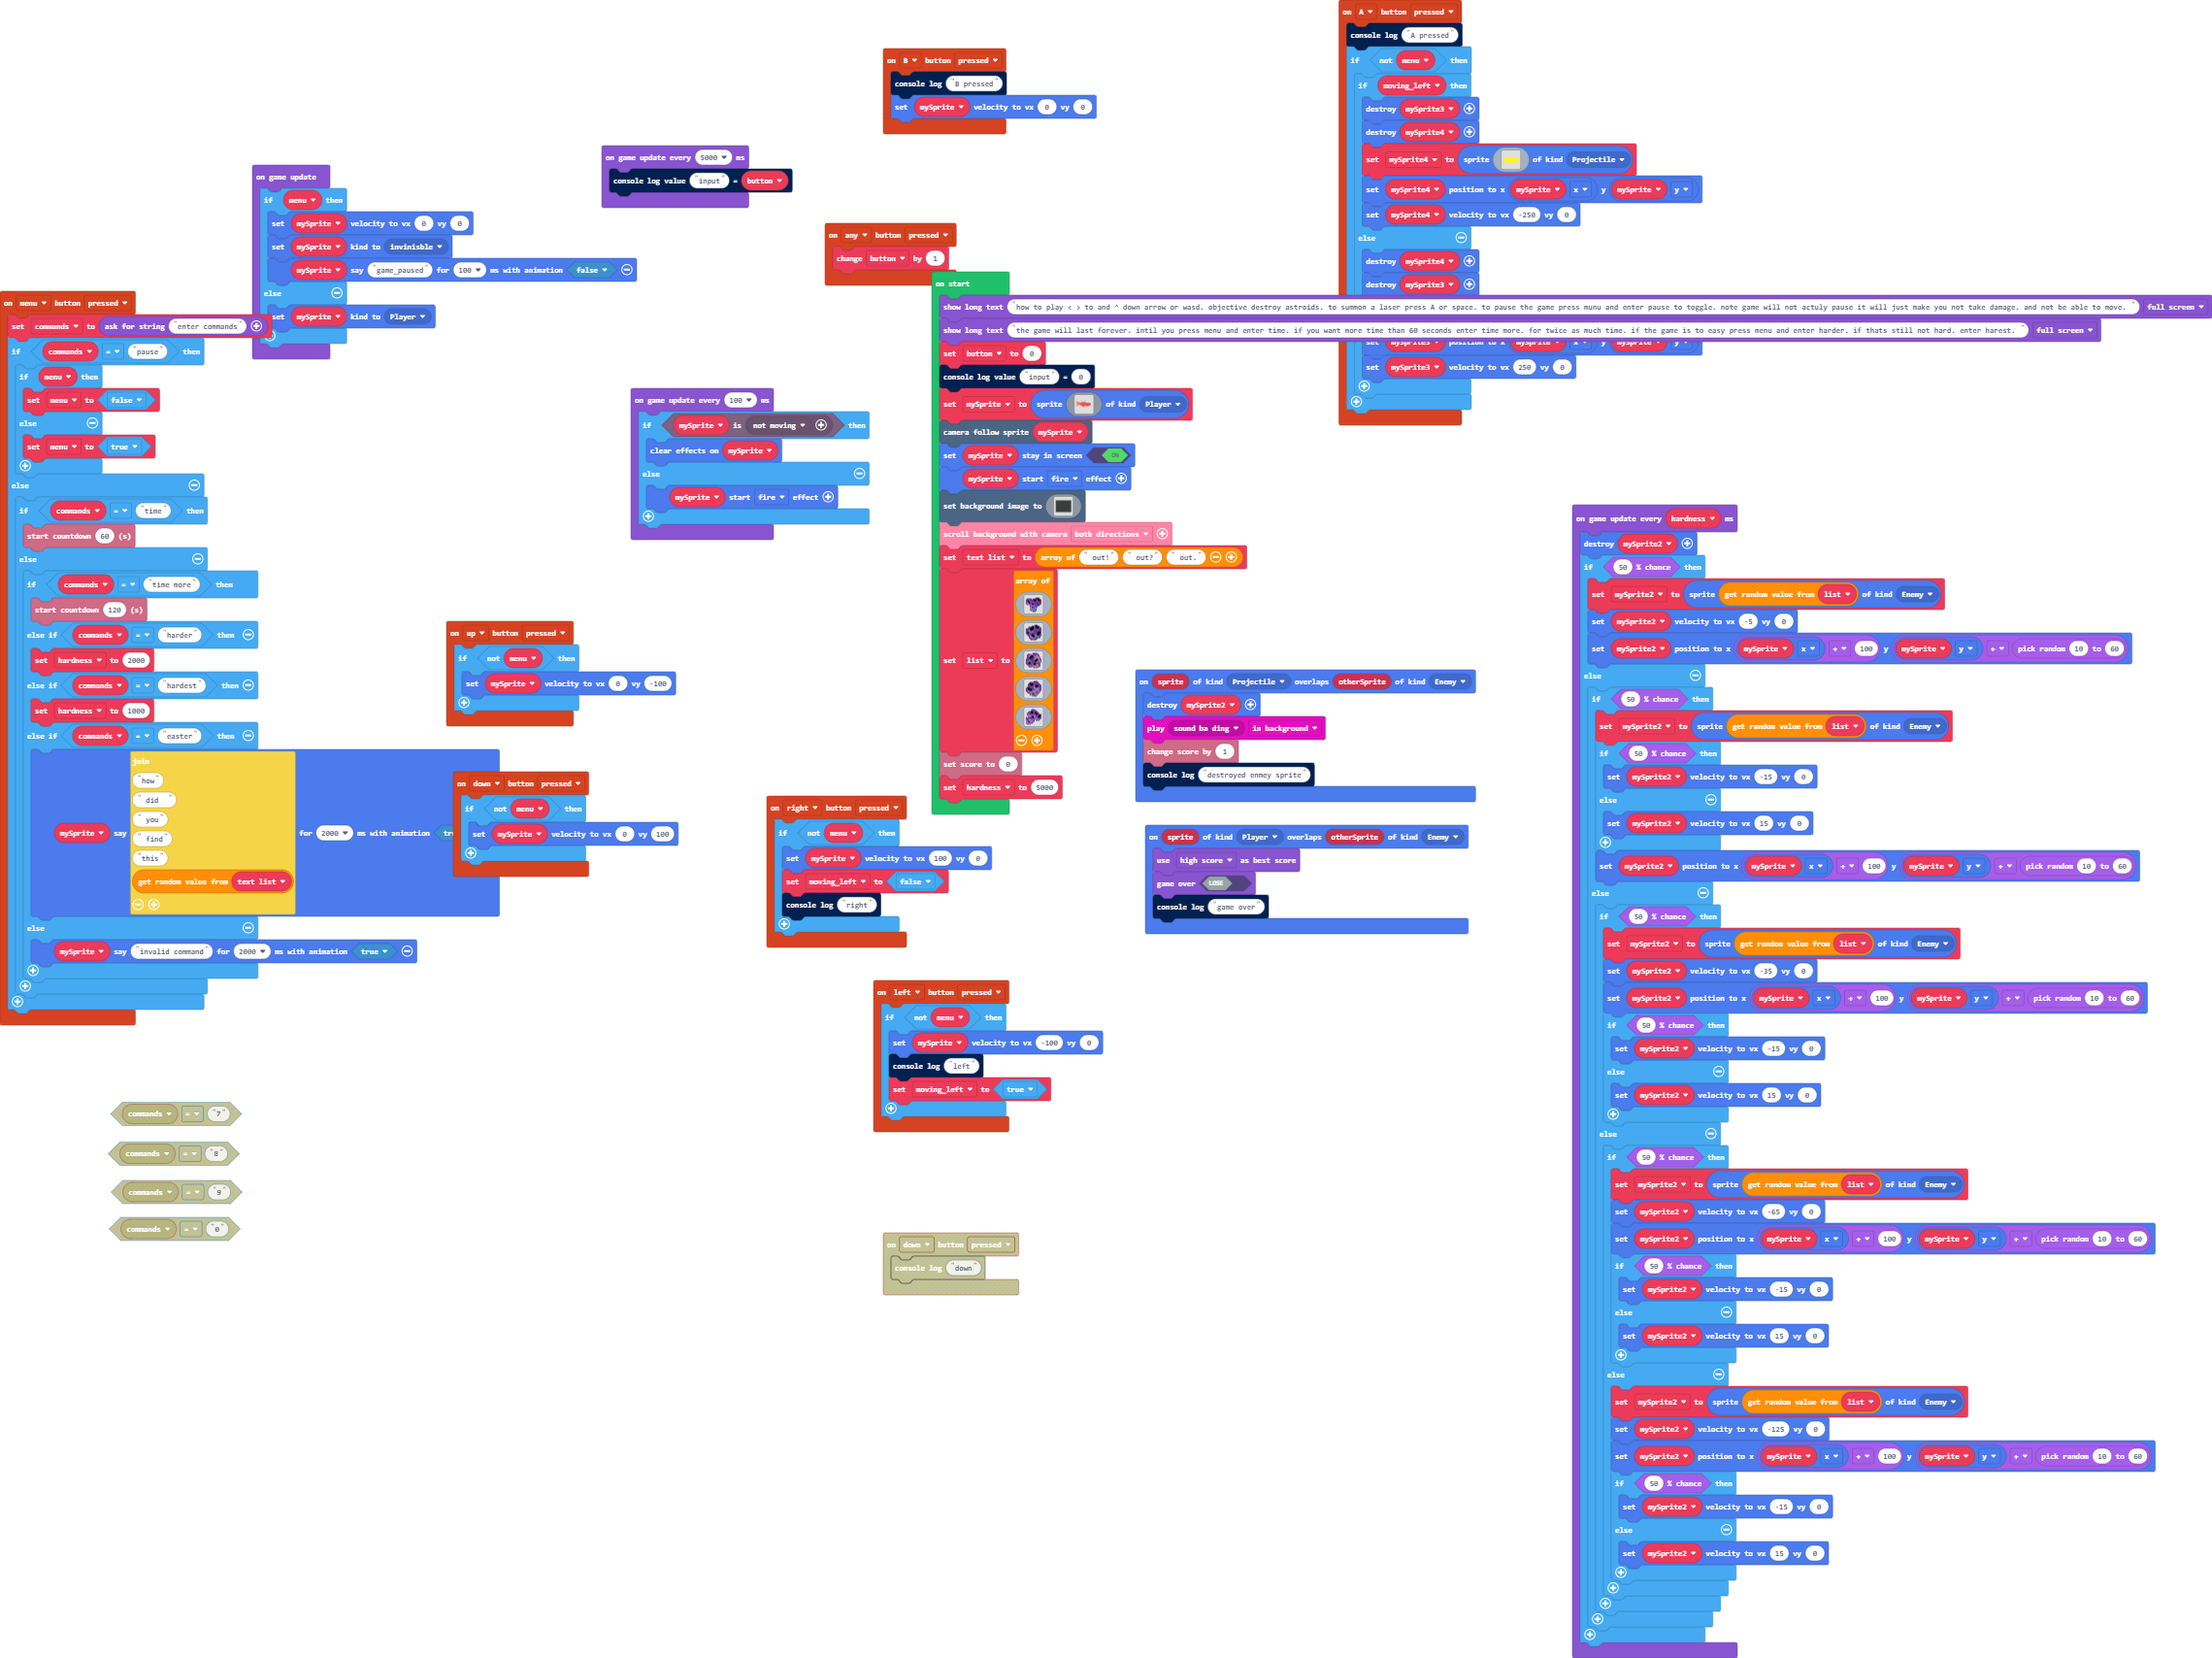 on menu button pressed
set commands to ask for string "enter commands"
if commands = "pause" then
if menu then
set menu to false
else
set menu to true
else
if commands = "time" then
start countdown 60 (s)
else
if commands = "time more" then
start countdown 120 (s)
else if commands = "harder" then
set hardness to 2000
else if commands = "hardest" then
set hardness to 1000
else if commands = "easter" then
mySprite say join
"how"
" did "
" you"
" find"
"this"
get random value from text list
for 2000 ms with animation
else
mySprite say "invalid command" for 2000 ms with animation true
commands = "7"
commands = "8"
commands = "9
commands = "0"
on game update
if menu then
set mySprite velocity to vx 0 vy 0
set mySprite kind to invinisble
mySprite say "game_paused" for 100 ms with animation false
else
set mySprite kind to Player
on up button pressed
if not menu then
set mySprite velocity to vx 0 vy -100
on down button pressed
if not menu then
set mySprite velocity to vx 0 vy 100
on game update every 5000 ms
console log value "input" = button
on game update every 100 ms
if mySprite is not moving then
clear effects on mySprite
else
mySprite start fire effect
on B button pressed
console log "B pressed"
set mySprite velocity to vx 0 vy 0
on any button pressed
change button by 1
on start
show long text "how to play < > to and ^ down arrow or wasd. objective destroy astroids. to summon a laser press A or space. to pause the game press munu and enter pause to toggle. note game will not actuly pause it will just make you not take damage. and not be able to move. " full screen
show long text "the game will last forever. intil you press menu and enter time. if you want more time than 60 seconds enter time more. for twice as much time. if the game is to easy press menu and enter harder. if thats still not hard. enter harest. " full screen
set button to 0
console log value "input" = 0
set mySprite to sprite of kind Player
camera follow sprite mySprite
set mySprite stay in screen ON
mySprite start fire effect
set background image to
scroll background with camera both directions
set text list to array of " out!" " out?" " out."
set list to array of
set score to 0
set hardness to 5000
on right button pressed
if not menu then
set mySprite velocity to vx 100 vy 0
set moving_left to false
console log "right"
on left button pressed
if not menu then
set mySprite velocity to vx -100 vy 0
console log "left"
set moving_left to true
on down button pressed
console log "down"
on sprite of kind Projectile overlaps otherSprite of kind Enemy
destroy mySprite2
play sound ba ding in background
change score by 1
console log "destroyed enmey sprite"
on sprite of kind Player overlaps otherSprite of kind Enemy
use high score as best score
game over LOSE
console log "game over"
on A button pressed
console log "A pressed"
if not menu then
if moving_left then
destroy mySprite3
destroy mySprite4
set mySprite4 to sprite of kind Projectile
set mySprite4 position to x mySprite x y mySprite y
set mySprite4 velocity to vx -250 vy 0
else
destroy mySprite4
destroy mySprite3
set mySprite3 position to x mySprite x y mySprite y
set mySprite3 velocity to vx 250 vy 0
on game update every hardness ms
destroy mySprite2
if 50 % chance then
set mySprite2 to sprite get random value from list of kind Enemy
set mySprite2 velocity to vx -5 vy 0
set mySprite2 position to x mySprite x + 100 y mySprite y + pick random 10 to 60
else
if 50 % chance then
set mySprite2 to sprite get random value from list of kind Enemy
if 50 % chance then
set mySprite2 velocity to vx -15 vy 0
else
set mySprite2 velocity to vx 15 vy 0
set mySprite2 position to x mySprite x + 100 y mySprite y + pick random 10 to 60
else
if 50 % chance then
set mySprite2 to sprite get random value from list of kind Enemy
set mySprite2 velocity to vx -35 vy 0
set mySprite2 position to x mySprite x + 100 y mySprite y + pick random 10 to 60
if 50 % chance then
set mySprite2 velocity to vx -15 vy 0
else
set mySprite2 velocity to vx 15 vy 0
else
if 50 % chance then
set mySprite2 to sprite get random value from list of kind Enemy
set mySprite2 velocity to vx -65 vy 0
set mySprite2 position to x mySprite x + 100 y mySprite y + pick random 10 to 60
if 50 % chance then
set mySprite2 velocity to vx -15 vy 0
else
set mySprite2 velocity to vx 15 vy 0
else
set mySprite2 to sprite get random value from list of kind Enemy
set mySprite2 velocity to vx -125 vy 0
set mySprite2 position to x mySprite x + 100 y mySprite y + pick random 10 to 60
if 50 % chance then
set mySprite2 velocity to vx -15 vy 0
else
set mySprite2 velocity to vx 15 vy 0